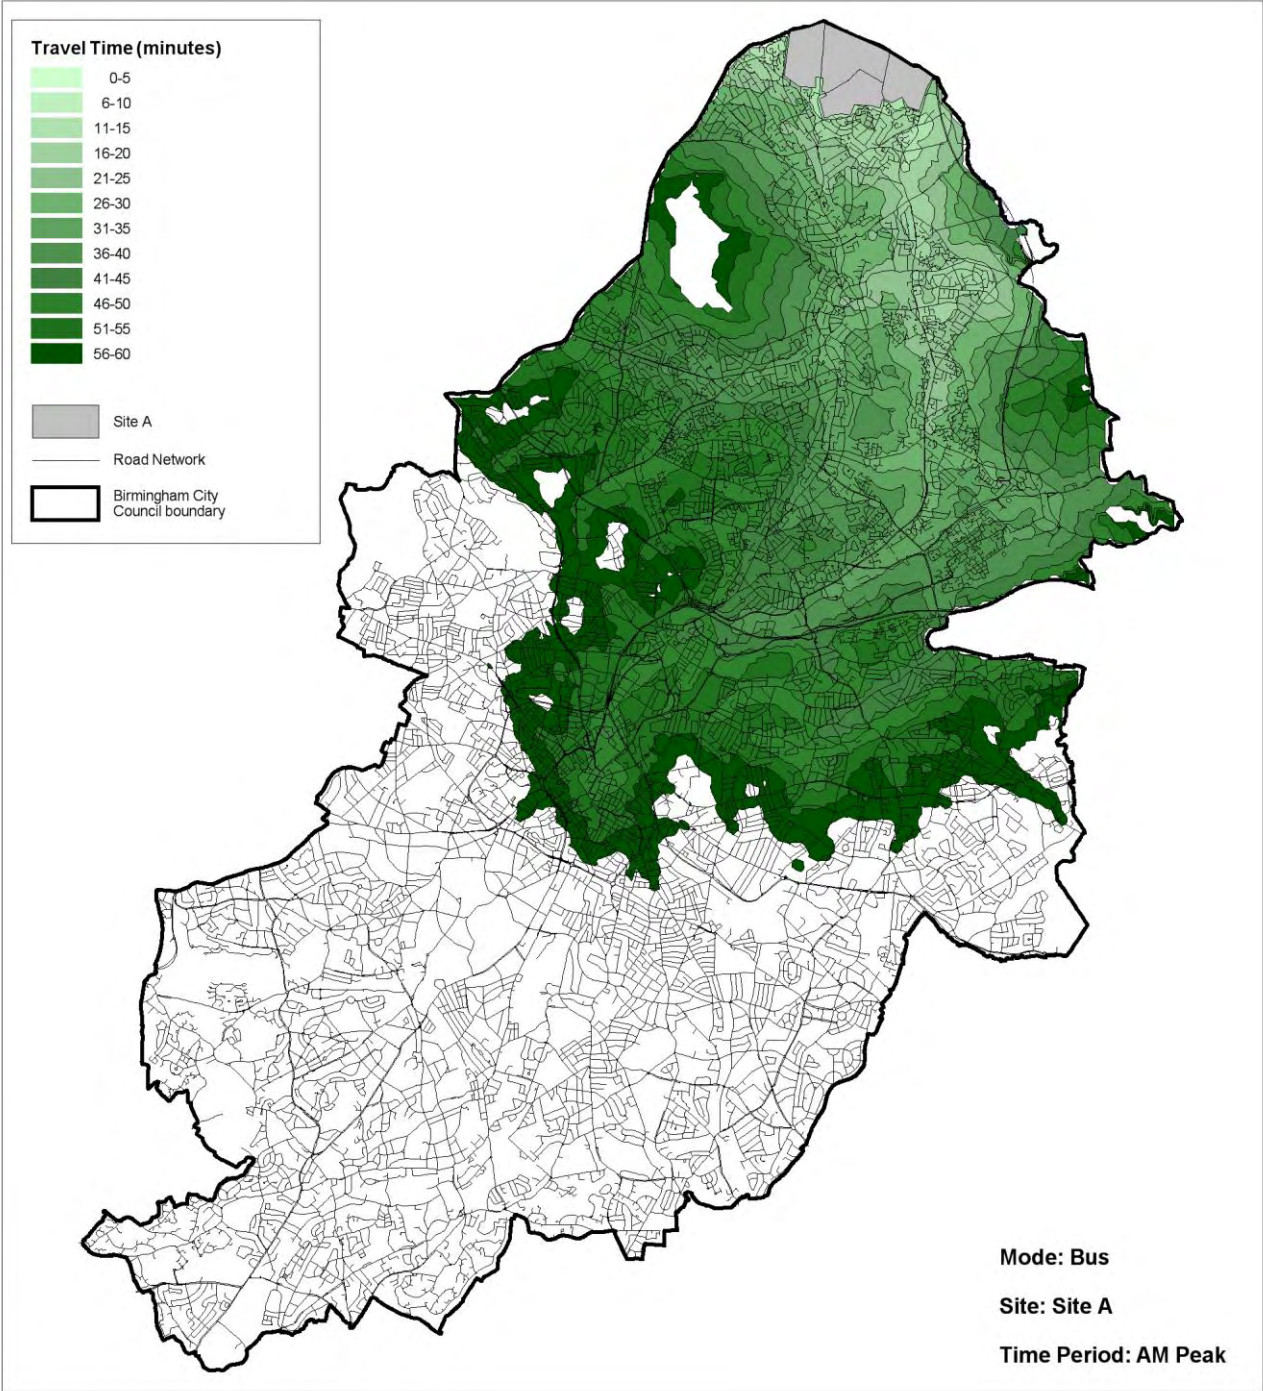 Travel Time (minutes)
0-5
6-10
11-15
16-20
21-25
26-30
31-35
36-40
41-45
46-50
51-55
56-60
Site A
Road Network
Birmingham City
Council boundary
Mode: Bus
Site: Site A
Time Period: AM Peak